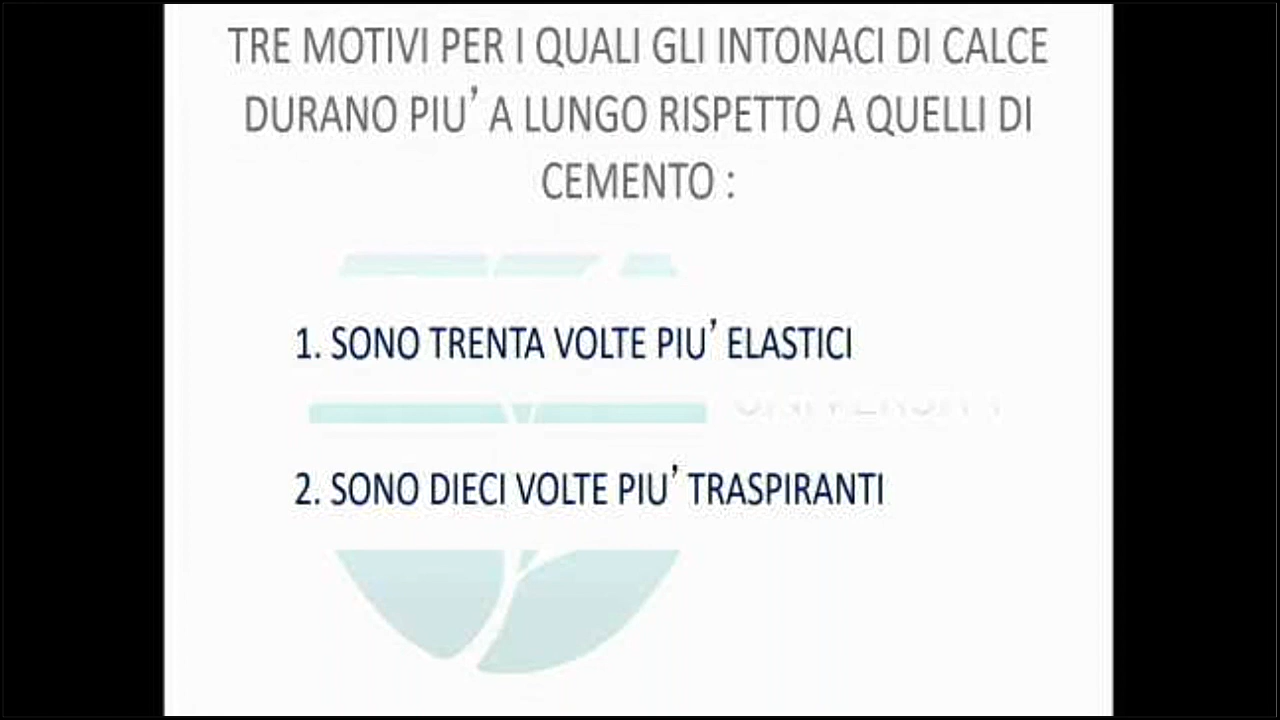 TRE MOTIVI PER I QUALI GLI INTONACI DI CALCE
DURANO PIU’ A LUNGO RISPETTO A QUELLI DI
CEMENTO :
1. SONO TRENTA VOLTE PIU’ ELASTICI
2. SONO DIECI VOLTE PIU’ TRASPIRANTI